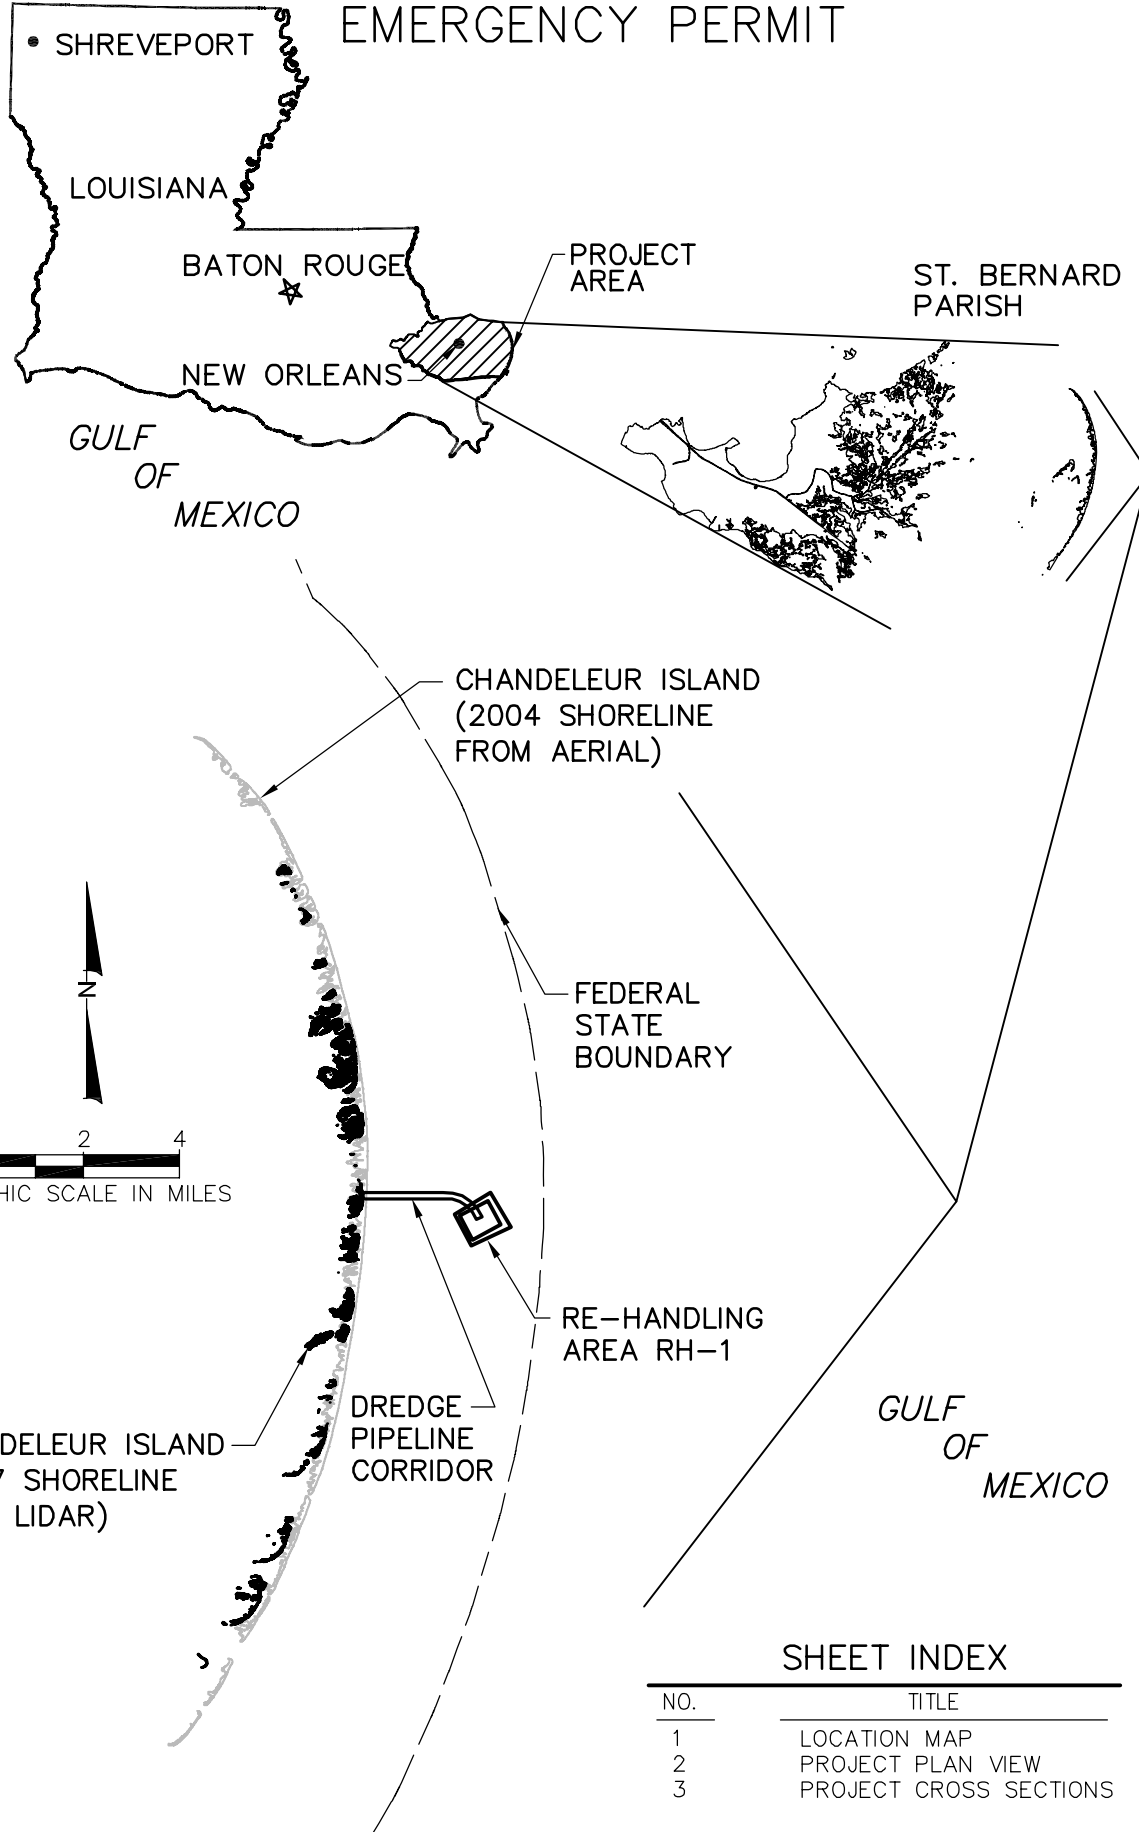 EMERGENCY PERMIT
SHREVEPORT
LOUISIANA
BATON ROUGE
PROJECT
AREA
ST. BERNARD
PARISH
NEW ORLEANS
GULF
OF
MEXICO
CHANDELEUR ISLAND
(2004 SHORELINE
FROM AERIAL)
N
FEDERAL
STATE
BOUNDARY
2 4
HIC SCALE IN MILES
RE-HANDLING
AREA RH-1
DREDGE
PIPELINE
CORRIDOR
DELEUR ISLAND
7 SHORELINE
LIDAR)
GULF
OF
MEXICO
SHEET INDEX
NO. TITLE
1 LOCATION MAP
2 PROJECT PLAN VIEW
3 PROJECT CROSS SECTIONS